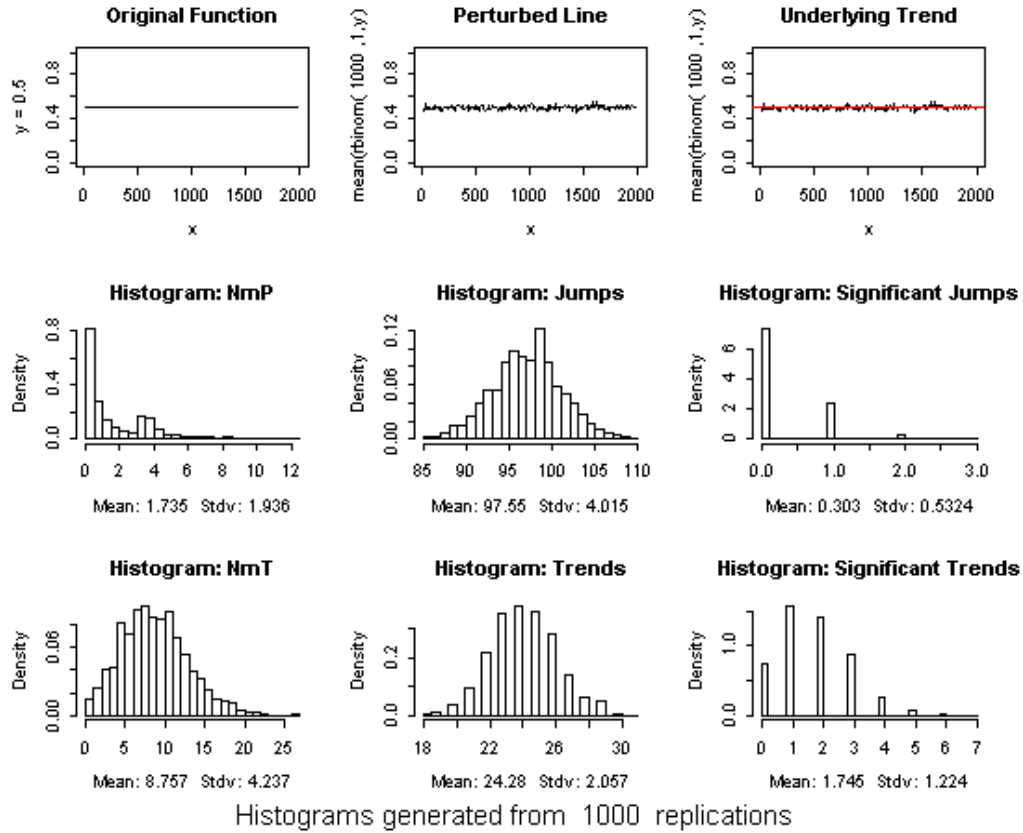 Original Function
Perturbed Line
Underlying Trend
y = 0.5
0.0 0.4 0.8
0 500 1000 1500 2000
x
mean(rbinom( 1000 ,1,y)
0.0 0.4 0.8
0 500 1000 1500 2000
x
mean(rbinom( 1000 ,1,y)
0.0 0.4 0.8
0 500 1000 1500 2000
x
Histogram: NmP
Histogram: Jumps
Histogram: Significant Jumps
Density
0.0 0.4 0.8
0 2 4 6 8 10 12
Mean: 1.735 Stdv: 1.936
Density
0.00 0.06 0.12
85 90 95 100 105 110
Mean: 97.55 Stdv: 4.015
Density
0 2 4 6
0.0 1.0 2.0 3.0
Mean: 0.303 Stdv: 0.5324
Histogram: NmT
Histogram: Trends
Histogram: Significant Trends
Density
0.00 0.06
0 5 10 15 20 25
Mean: 8.757 Stdv: 4.237
Density
0.0 0.2
18 22 26 30
Mean: 24.28 Stdv: 2.057
Density
0.0 1.0
0 1 2 3 4 5 6 7
Mean: 1.745 Stdv: 1.224
Histograms generated from 1000 replications